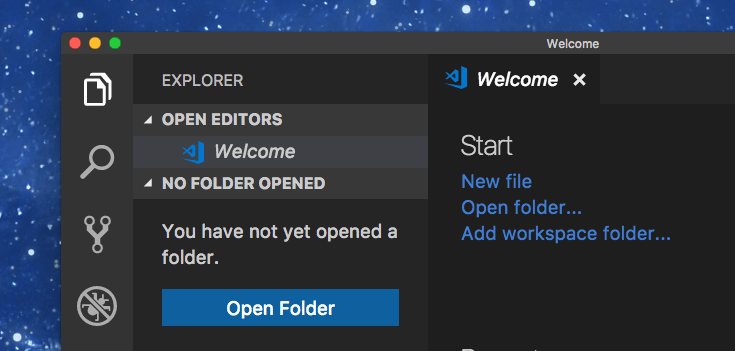 Welcome
EXPLORER
OPEN EDITORS
Welcome
NO FOLDER OPENED
You have not yet opened a
folder.
Open Folder
Welcome
Start
New file
Open folder...
Add workspace folder...